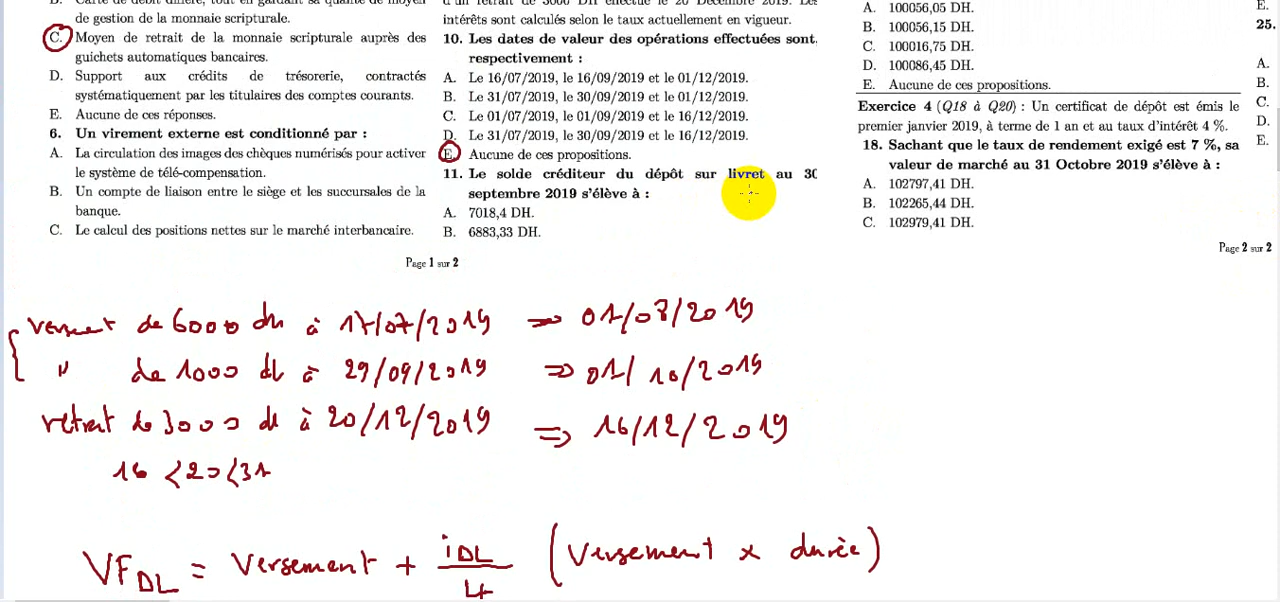 de gestion de la monnaie scripturale.
C. Moyen de retrait de la monnaie scripturale auprès des
guichets automatiques bancaires.
D. Support aux crédits de trésorerie, contractés
systématiquement par les titulaires des comptes courants.
E. Aucune de ces réponses.
6. Un virement externe est conditionné par :
A. La circulation des images des chèques numérisés pour activer
le système de télé-compensation.
B. Un compte de liaison entre le siège et les succursales de la
banque.
C. Le calcul des positions nettes sur le marché interbancaire.
intérêts sont calculés selon le taux actuellement en vigueur.
10. Les dates de valeur des opérations effectuées sont
respectivement :
A. Le 16/07/2019, le 16/09/2019 et le 01/12/2019.
B. Le 31/07/2019, le 30/09/2019 et le 01/12/2019.
C. Le 01/07/2019, le 01/09/2019 et le 16/12/2019.
D. Le 31/07/2019, le 30/09/2019 et le 16/12/2019.
E. Aucune de ces propositions.
11. Le solde créditeur du dépôt sur livret au 30
septembre 2019 s'élève à :
A. 7018,4 DH.
B. 6883,33 DH.
Page 1 sur 2
A. 100056,05 DH.
B. 100056,15 DH.
C. 100016,75 DH.
D. 100086,45 DH.
E. Aucune de ces propositions.
Exercice 4 (Q18 à Q20) : Un certificat de dépôt est émis le
premier janvier 2019, à terme de 1 an et au taux d'intérêt 4 %.
18. Sachant que le taux de rendement exigé est 7 %, sa
valeur de marché au 31 Octobre 2019 s'élève à :
A. 102797,41 DH.
B. 102265,44 DH.
C. 102979,41 DH.
E.
25.
A.
B.
C.
D.
E.
Page 2 sur 2
de 6000 dh à 17/07/2019 => 01/08/2019
" de 1000 dh à 29/09/2019 => 01/10/2019
retrait de 3000 dh à 20/12/2019 => 16/12/2019
16 < 20 < 31
VF DL = Versement + iDL/4 (Versement x durée)